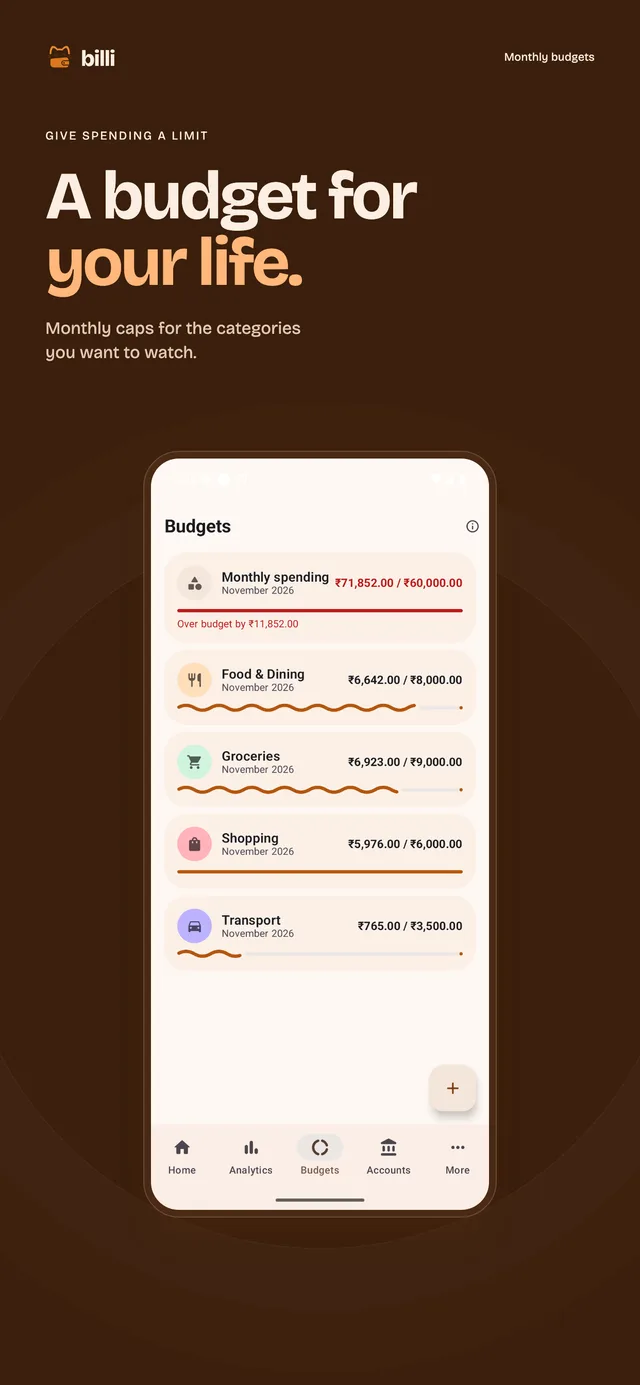 billi
Monthly budgets
GIVE SPENDING A LIMIT
A budget for
your life.
Monthly caps for the categories
you want to watch.
Budgets
Monthly spending ₹71,852.00 / ₹60,000.00
November 2026
Over budget by ₹11,852.00
Food & Dining ₹6,642.00 / ₹8,000.00
November 2026
Groceries ₹6,923.00 / ₹9,000.00
November 2026
Shopping ₹5,976.00 / ₹6,000.00
November 2026
Transport ₹765.00 / ₹3,500.00
November 2026
Home Analytics Budgets Accounts More